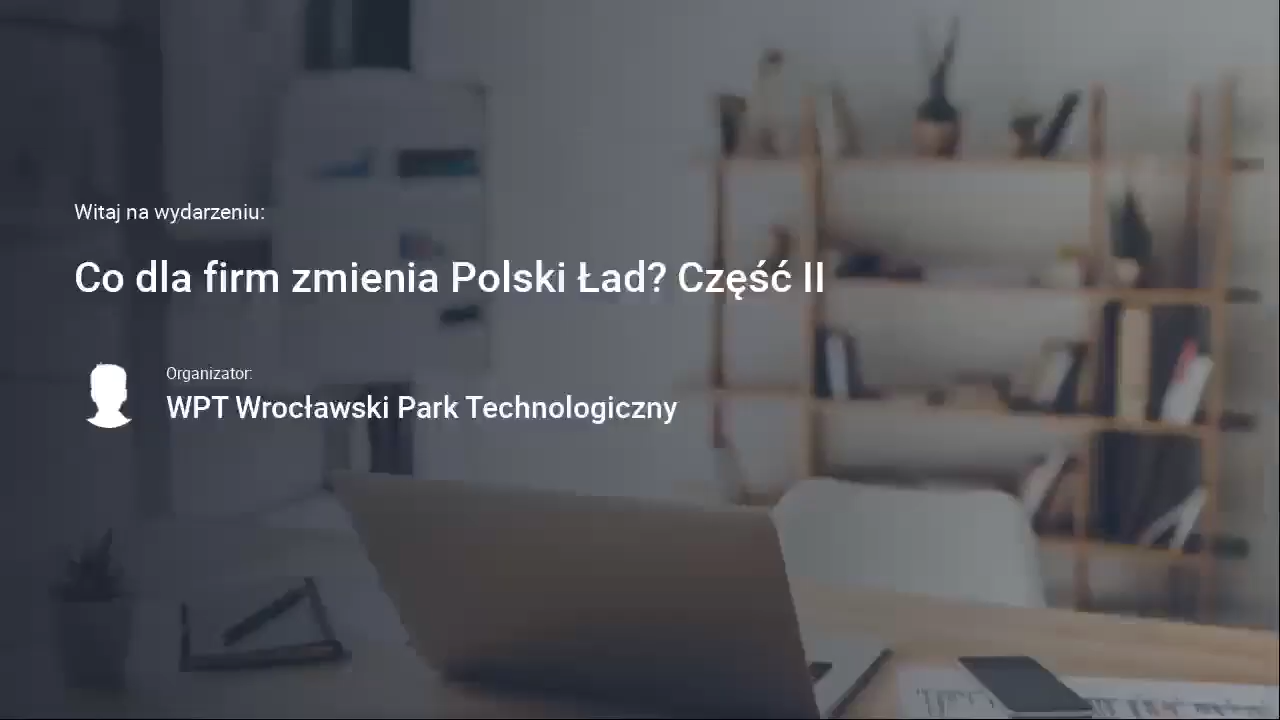 Witaj na wydarzeniu:
Co dla firm zmienia Polski Ład? Część II
Organizator:
WPT Wrocławski Park Technologiczny